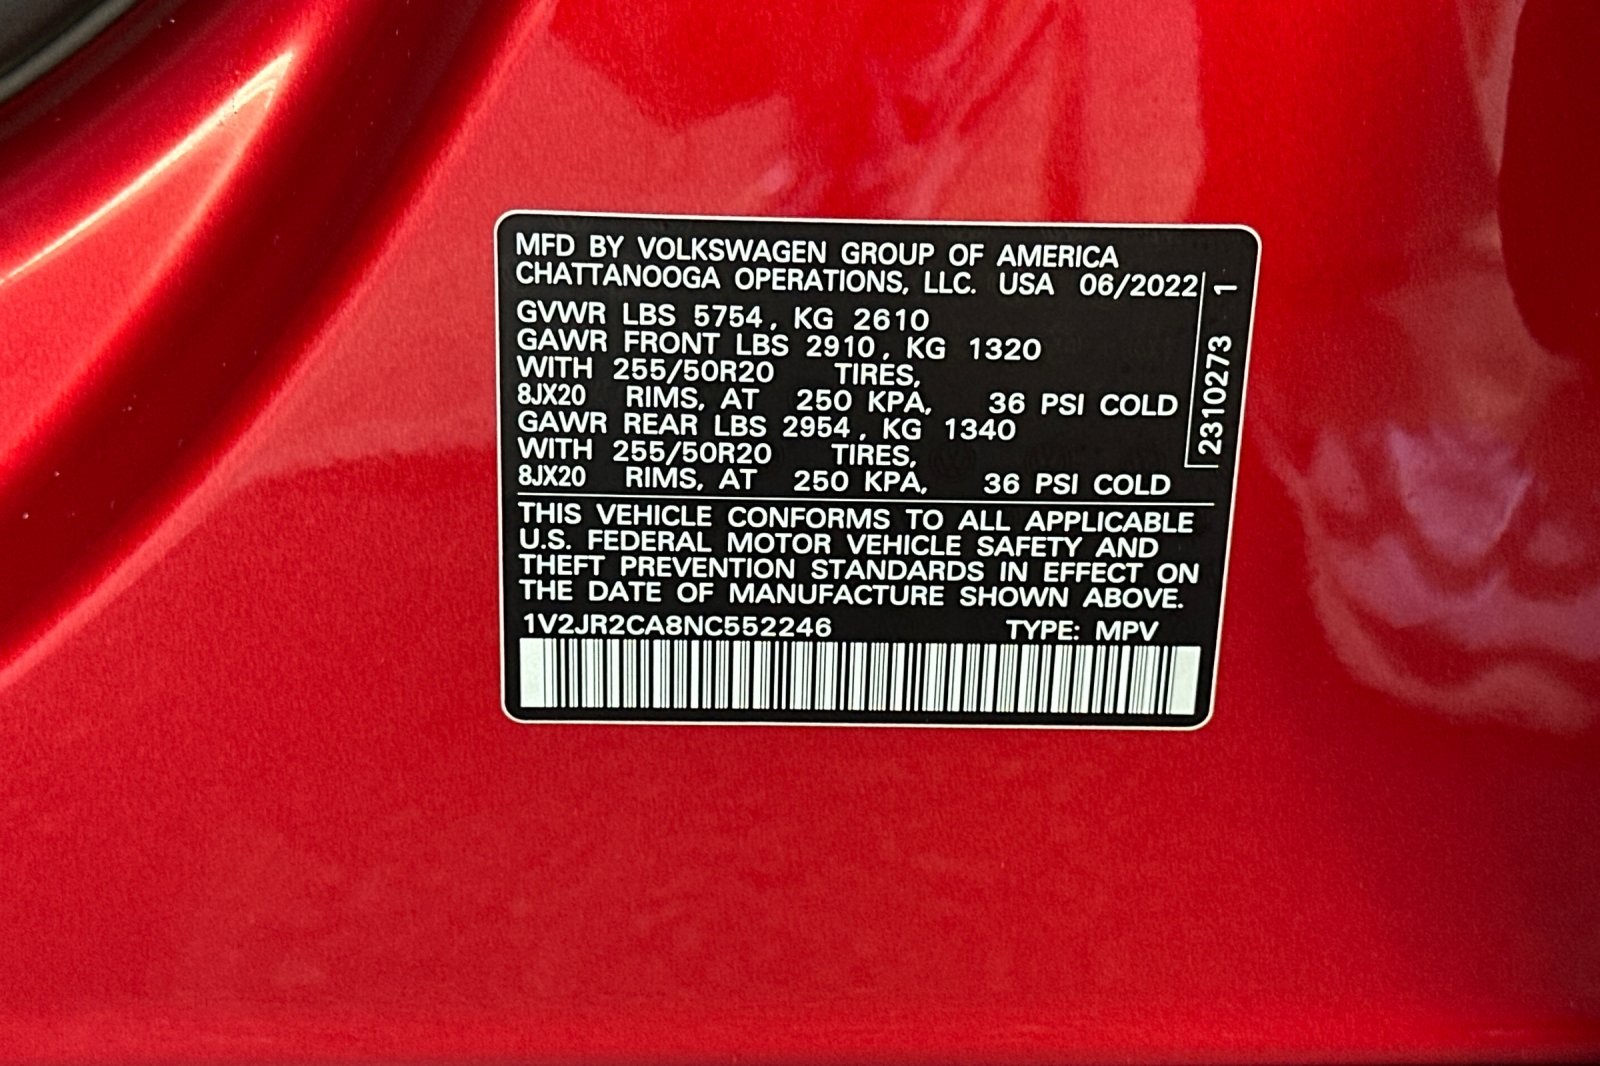 MFD BY VOLKSWAGEN GROUP OF AMERICA
CHATTANOOGA OPERATIONS, LLC. USA 06/2022
GVWR LBS 5754, KG 2610
GAWR FRONT LBS 2910, KG 1320
WITH 255/50R20 TIRES,
8JX20 RIMS, AT 250 KPA, 36 PSI COLD
GAWR REAR LBS 2954, KG 1340
WITH 255/50R20 TIRES,
8JX20 RIMS, AT 250 KPA, 36 PSI COLD
2310273 1
THIS VEHICLE CONFORMS TO ALL APPLICABLE
U.S. FEDERAL MOTOR VEHICLE SAFETY AND
THEFT PREVENTION STANDARDS IN EFFECT ON
THE DATE OF MANUFACTURE SHOWN ABOVE.
1V2JR2CA8NC552246 TYPE: MPV